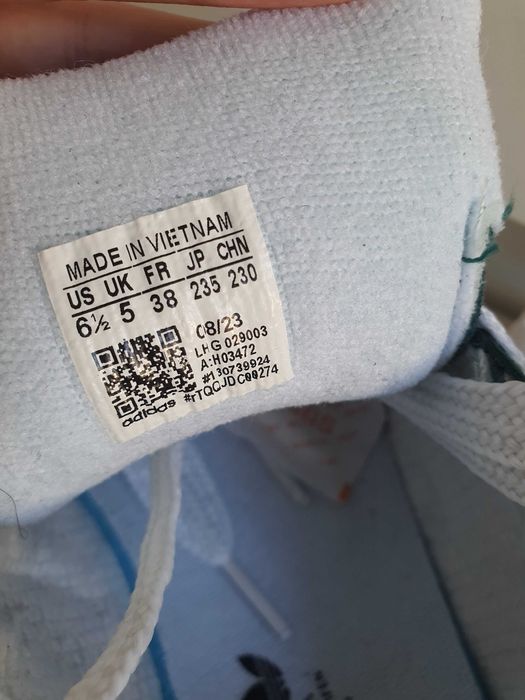 MADE IN VIETNAM
US UK FR JP CHN
6½ 5 38 235 230
08/23
LHG 029003
A:H03472
#130739924
adidas #rTQCJDC00274